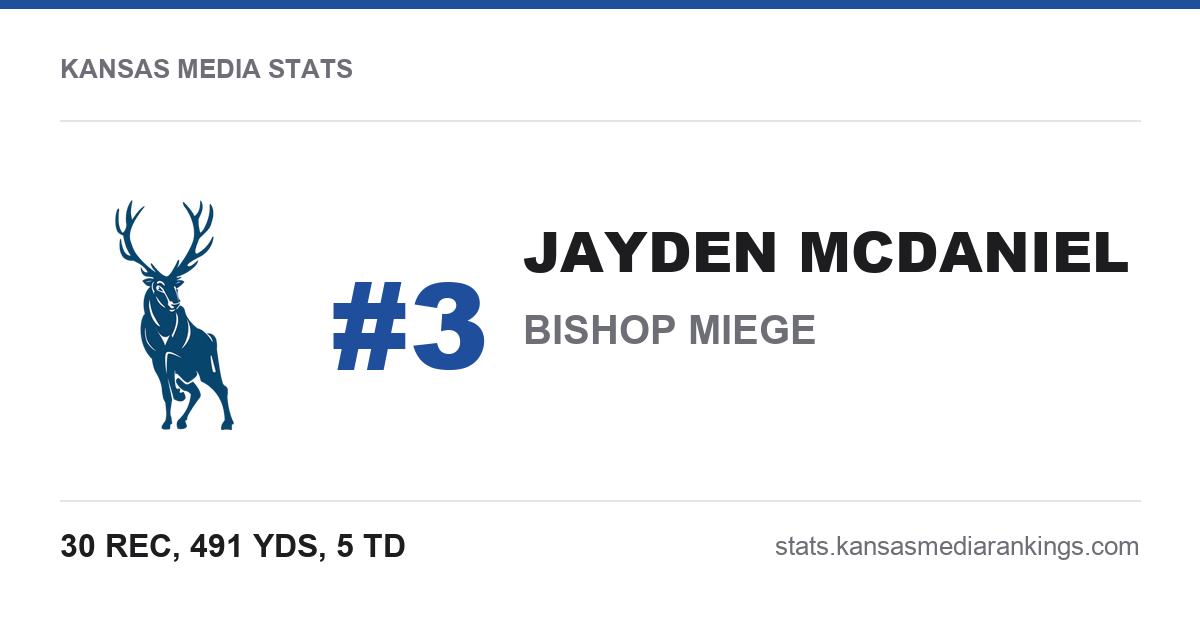 KANSAS MEDIA STATS
#3
JAYDEN MCDANIEL
BISHOP MIEGE
30 REC, 491 YDS, 5 TD
stats.kansasmediarankings.com